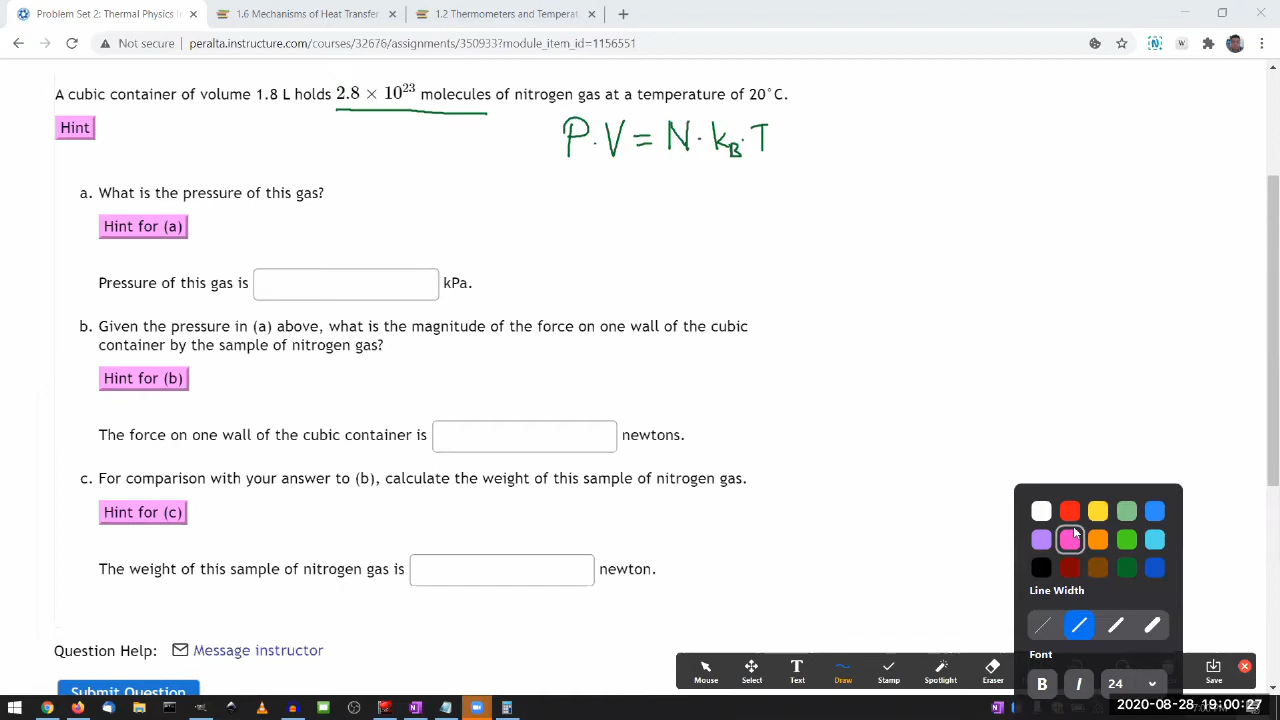 Problem Set 2: Thermal Physics
1.6 Mechanisms of Heat Transfer
1.2 Thermometers and Temperat
Not secure
peralta.instructure.com/courses/32676/assignments/350933?module_item_id=1156551
A cubic container of volume 1.8 L holds 2.8 × 10²³ molecules of nitrogen gas at a temperature of 20°C.
Hint
P·V = N·k_B·T
a. What is the pressure of this gas?
Hint for (a)
Pressure of this gas is kPa.
b. Given the pressure in (a) above, what is the magnitude of the force on one wall of the cubic
container by the sample of nitrogen gas?
Hint for (b)
The force on one wall of the cubic container is newtons.
c. For comparison with your answer to (b), calculate the weight of this sample of nitrogen gas.
Hint for (c)
The weight of this sample of nitrogen gas is newton.
Line Width
Font
B I 24
Question Help: Message instructor
Submit Question
Mouse Select Text Draw Stamp Spotlight Eraser Save
2020-08-28 19:00:27